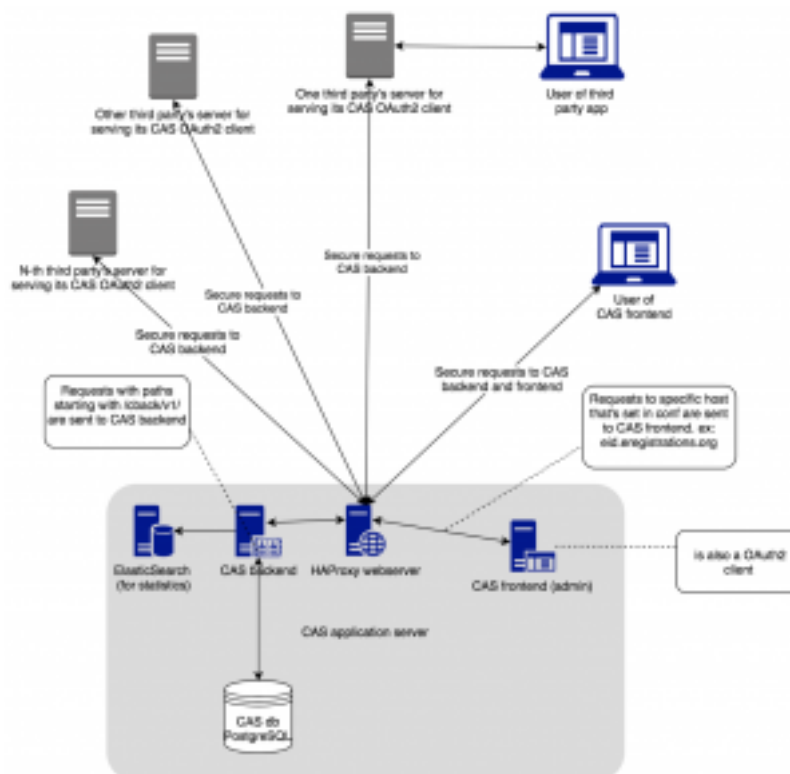 Other third party's server for
serving its CAS OAuth2 client
One third party's server for
serving its CAS OAuth2 client
User of third
party app
N-th third party's server for
serving its CAS OAuth2 client
Secure requests to
CAS backend
User of
CAS frontend
Secure requests to
CAS backend
Secure requests to
CAS backend
Secure requests to CAS
backend and frontend
Requests with paths
starting with /cback/v1/
are sent to CAS backend
Requests to specific host
that's set in conf are sent
to CAS frontend, ex:
eid.eregistrations.org
ElasticSearch
(for statistics)
CAS backend
HAProxy webserver
CAS frontend (admin)
is also a OAuth2
client
CAS application server
CAS db
PostgreSQL